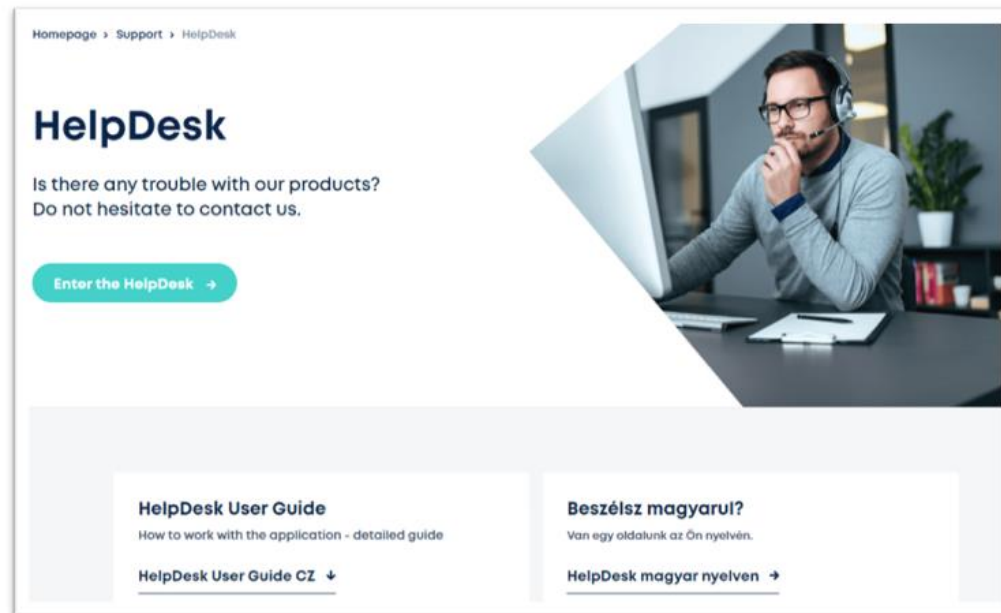 Homepage › Support › HelpDesk
HelpDesk
Is there any trouble with our products?
Do not hesitate to contact us.
Enter the HelpDesk →
HelpDesk User Guide
How to work with the application - detailed guide
HelpDesk User Guide CZ ↓
Beszélsz magyarul?
Van egy oldalunk az Ön nyelvén.
HelpDesk magyar nyelven →